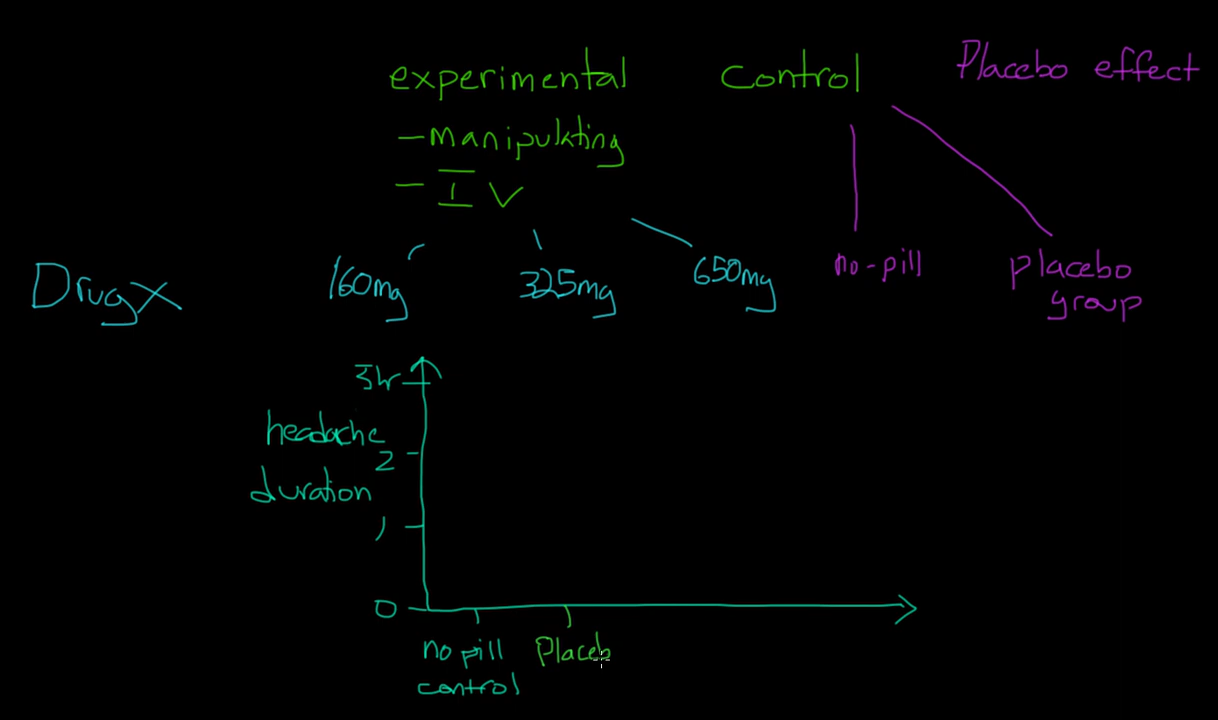 experimental
Control
Placebo effect
- Manipulating
- IV
Drug X
160mg
325mg
650mg
no-pill
placebo
group
3hr
headache
2
duration
1
0
no pill
control
Placeb